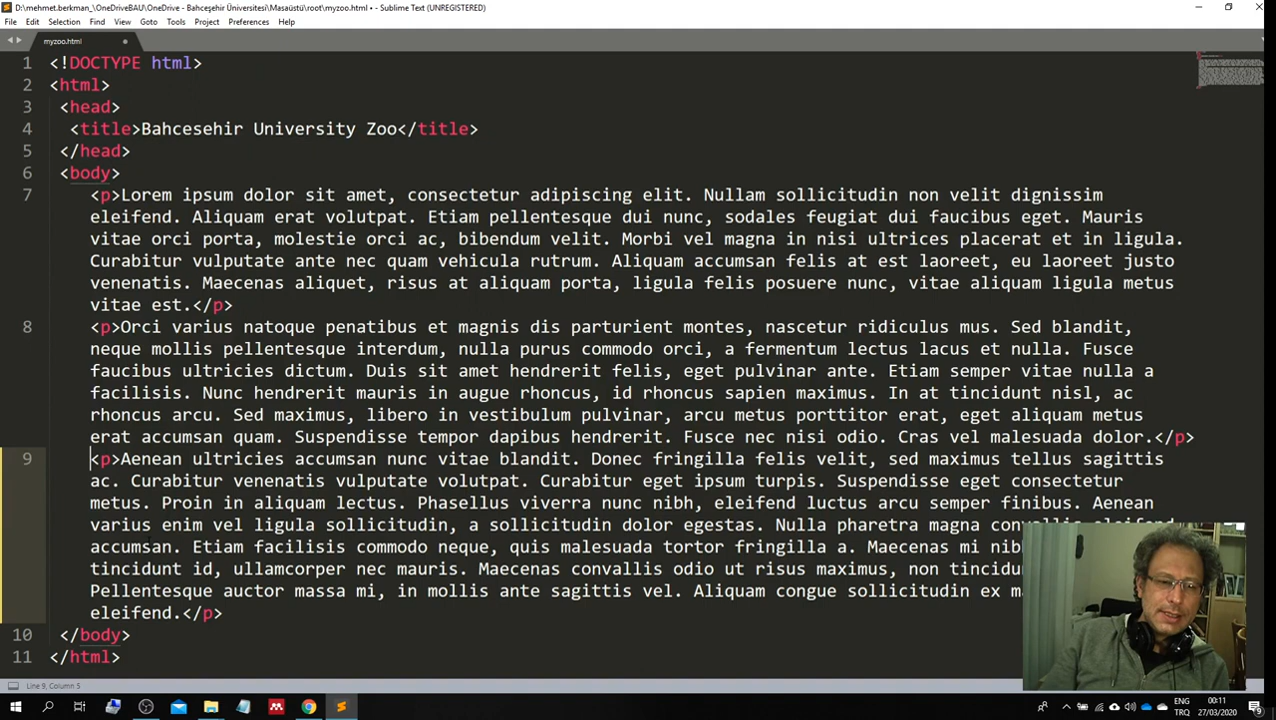 D:\mehmet.berkman_\OneDriveBAU\OneDrive - Bahçeşehir Üniversitesi\Masaüstü\root\myzoo.html • - Sublime Text (UNREGISTERED)
File Edit Selection Find View Goto Tools Project Preferences Help
myzoo.html
1 <!DOCTYPE html>
2 <html>
3 <head>
4 <title>Bahcesehir University Zoo</title>
5 </head>
6 <body>
7 <p>Lorem ipsum dolor sit amet, consectetur adipiscing elit. Nullam sollicitudin non velit dignissim
eleifend. Aliquam erat volutpat. Etiam pellentesque dui nunc, sodales feugiat dui faucibus eget. Mauris
vitae orci porta, molestie orci ac, bibendum velit. Morbi vel magna in nisi ultrices placerat et in ligula.
Curabitur vulputate ante nec quam vehicula rutrum. Aliquam accumsan felis at est laoreet, eu laoreet justo
venenatis. Maecenas aliquet, risus at aliquam porta, ligula felis posuere nunc, vitae aliquam ligula metus
vitae est.</p>
8 <p>Orci varius natoque penatibus et magnis dis parturient montes, nascetur ridiculus mus. Sed blandit,
neque mollis pellentesque interdum, nulla purus commodo orci, a fermentum lectus lacus et nulla. Fusce
faucibus ultricies dictum. Duis sit amet hendrerit felis, eget pulvinar ante. Etiam semper vitae nulla a
facilisis. Nunc hendrerit mauris in augue rhoncus, id rhoncus sapien maximus. In at tincidunt nisl, ac
rhoncus arcu. Sed maximus, libero in vestibulum pulvinar, arcu metus porttitor erat, eget aliquam metus
erat accumsan quam. Suspendisse tempor dapibus hendrerit. Fusce nec nisi odio. Cras vel malesuada dolor.</p>
9 <p>Aenean ultricies accumsan nunc vitae blandit. Donec fringilla felis velit, sed maximus tellus sagittis
ac. Curabitur venenatis vulputate volutpat. Curabitur eget ipsum turpis. Suspendisse eget consectetur
metus. Proin in aliquam lectus. Phasellus viverra nunc nibh, eleifend luctus arcu semper finibus. Aenean
varius enim vel ligula sollicitudin, a sollicitudin dolor egestas. Nulla pharetra magna convallis eleifend
accumsan. Etiam facilisis commodo neque, quis malesuada tortor fringilla a. Maecenas mi nib
tincidunt id, ullamcorper nec mauris. Maecenas convallis odio ut risus maximus, non tincidun
Pellentesque auctor massa mi, in mollis ante sagittis vel. Aliquam congue sollicitudin ex m
eleifend.</p>
10 </body>
11 </html>
Line 9, Column 5
ENG 00:11
TRQ 27/03/2020